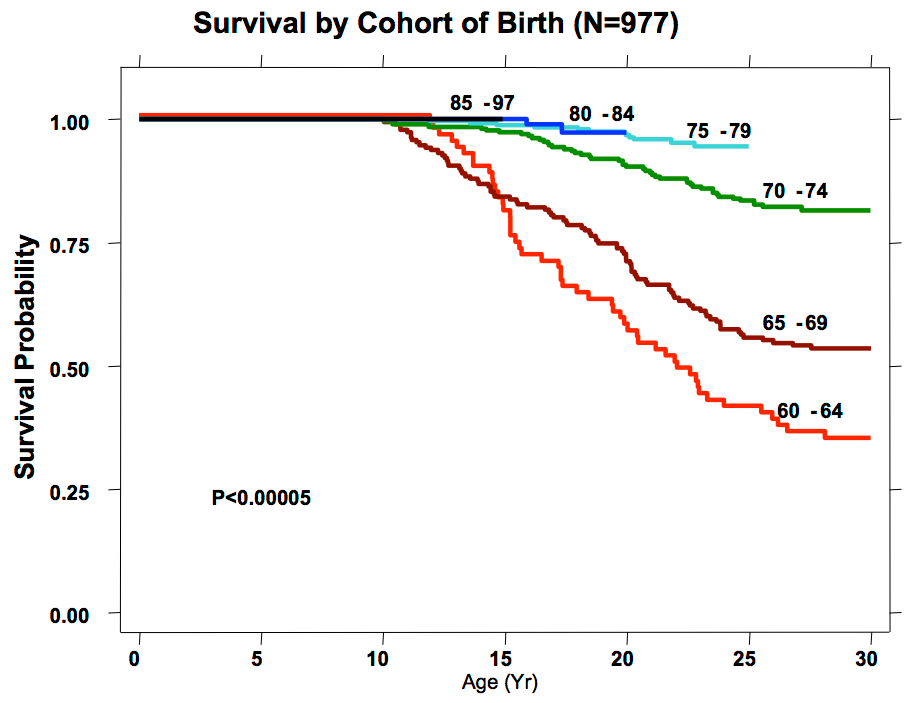 Survival by Cohort of Birth (N=977)
85 -97
80 -84
75 -79
1.00
70 -74
0.75
Survival Probability
65 -69
0.50
60 -64
0.25
P<0.00005
0.00
0 5 10 15 20 25 30
Age (Yr)